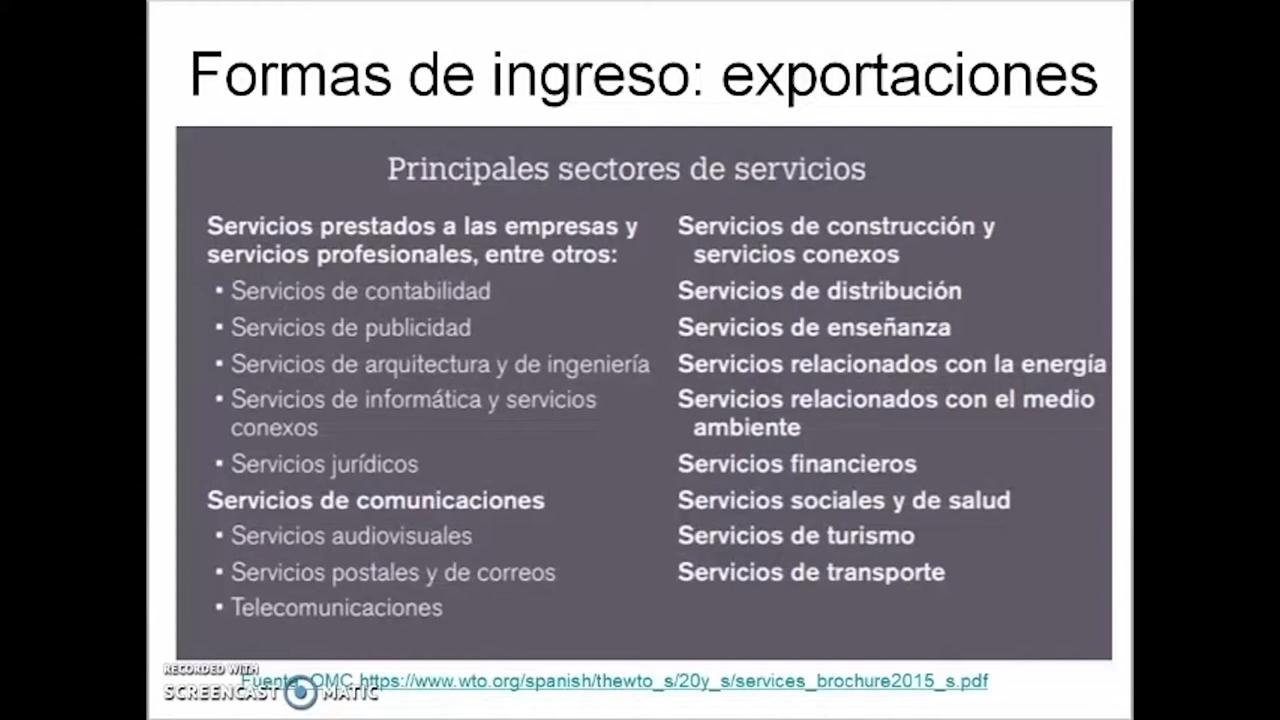 Formas de ingreso: exportaciones
Principales sectores de servicios
Servicios prestados a las empresas y
servicios profesionales, entre otros:
• Servicios de contabilidad
• Servicios de publicidad
• Servicios de arquitectura y de ingeniería
• Servicios de informática y servicios
conexos
• Servicios jurídicos
Servicios de comunicaciones
• Servicios audiovisuales
• Servicios postales y de correos
• Telecomunicaciones
Servicios de construcción y
servicios conexos
Servicios de distribución
Servicios de enseñanza
Servicios relacionados con la energía
Servicios relacionados con el medio
ambiente
Servicios financieros
Servicios sociales y de salud
Servicios de turismo
Servicios de transporte
Fuente: OMC https://www.wto.org/spanish/thewto_s/20y_s/services_brochure2015_s.pdf
RECORDED WITH
SCREENCAST MATIC